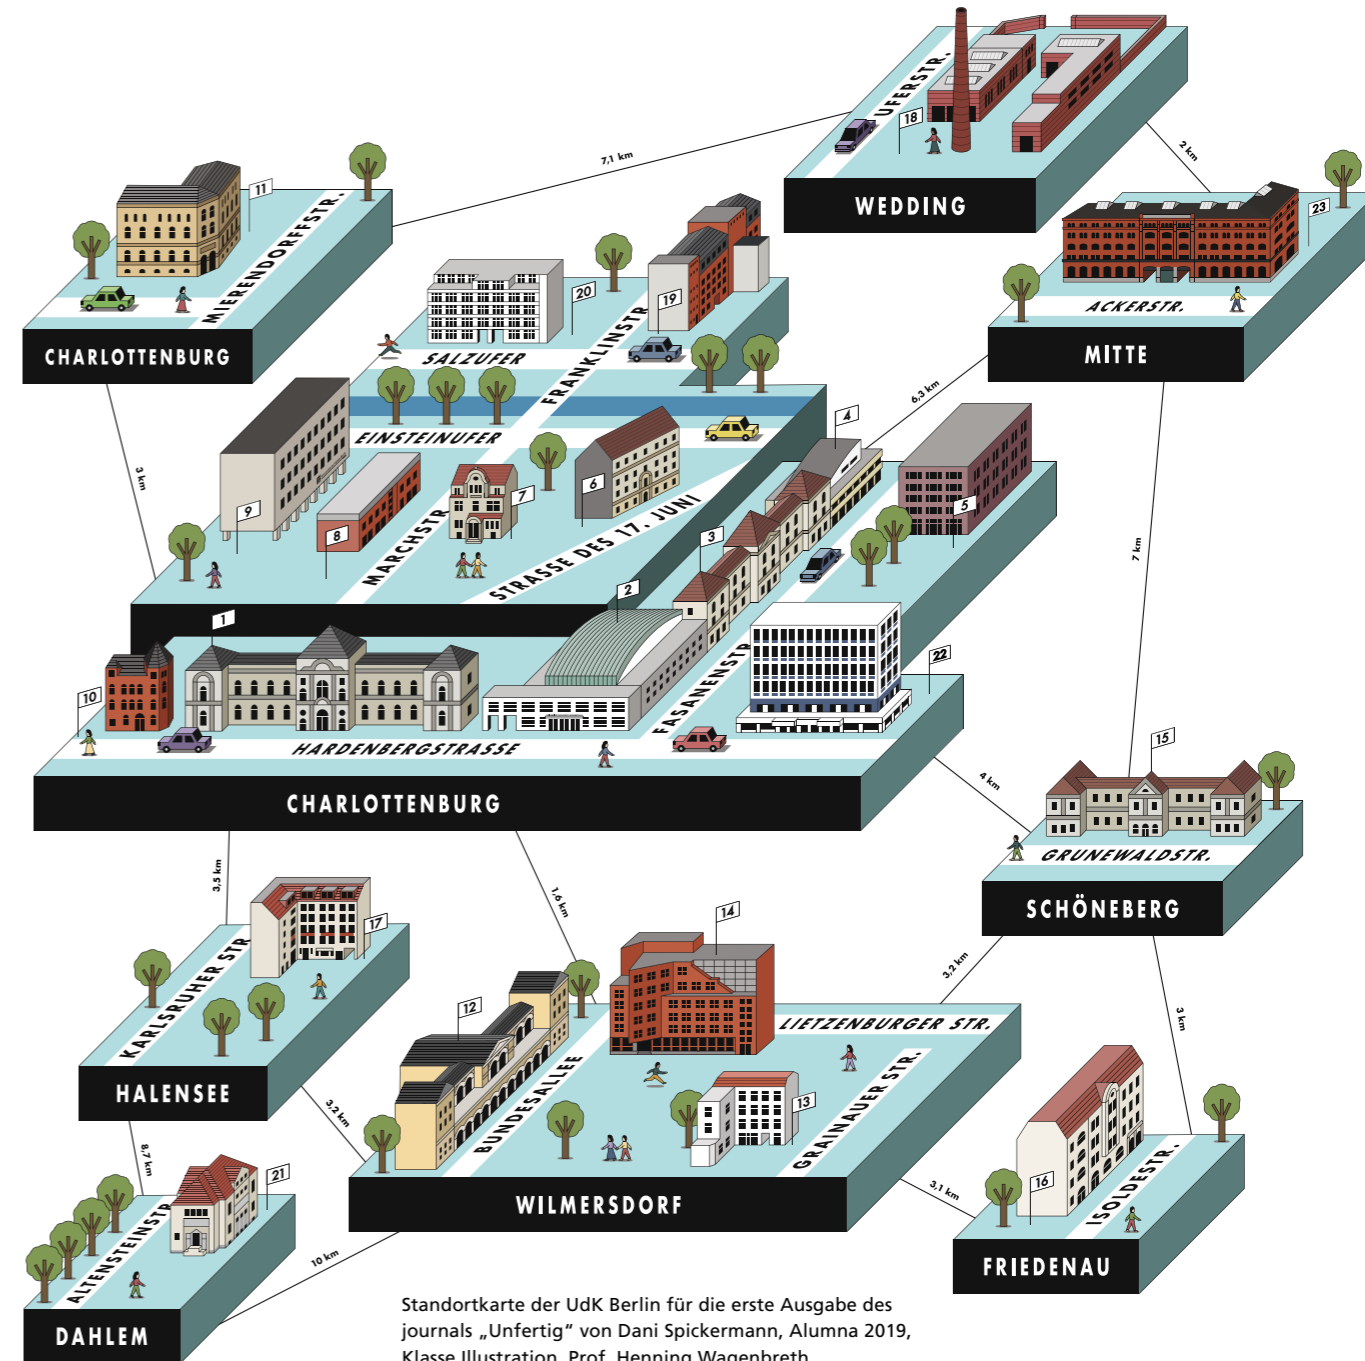 UFERSTR.
18
WEDDING
7,1 km
2 km
11
MIERENDORFFSTR.
CHARLOTTENBURG
23
ACKERSTR.
MITTE
20
19
SALZUFER
FRANKLINSTR
EINSTEINUFER
6,3 km
3 km
4
9
8
7
6
5
MARCHSTR
STRASSE DES 17. JUNI
3
2
7 km
1
10
22
FASANENSTR
HARDENBERGSTRASSE
CHARLOTTENBURG
4 km
15
GRUNEWALDSTR.
SCHÖNEBERG
3,5 km
1,6 km
17
KARLSRUHER STR
HALENSEE
14
12
LIETZENBURGER STR.
BUNDESALLEE
13
GRAINAUER STR.
WILMERSDORF
3,2 km
3,2 km
3 km
8,7 km
21
ALTENSTEINSTR
DAHLEM
10 km
3,1 km
16
ISOLDESTR.
FRIEDENAU
Standortkarte der UdK Berlin für die erste Ausgabe des
journals „Unfertig“ von Dani Spickermann, Alumna 2019,
Klasse Illustration, Prof. Henning Wagenbreth